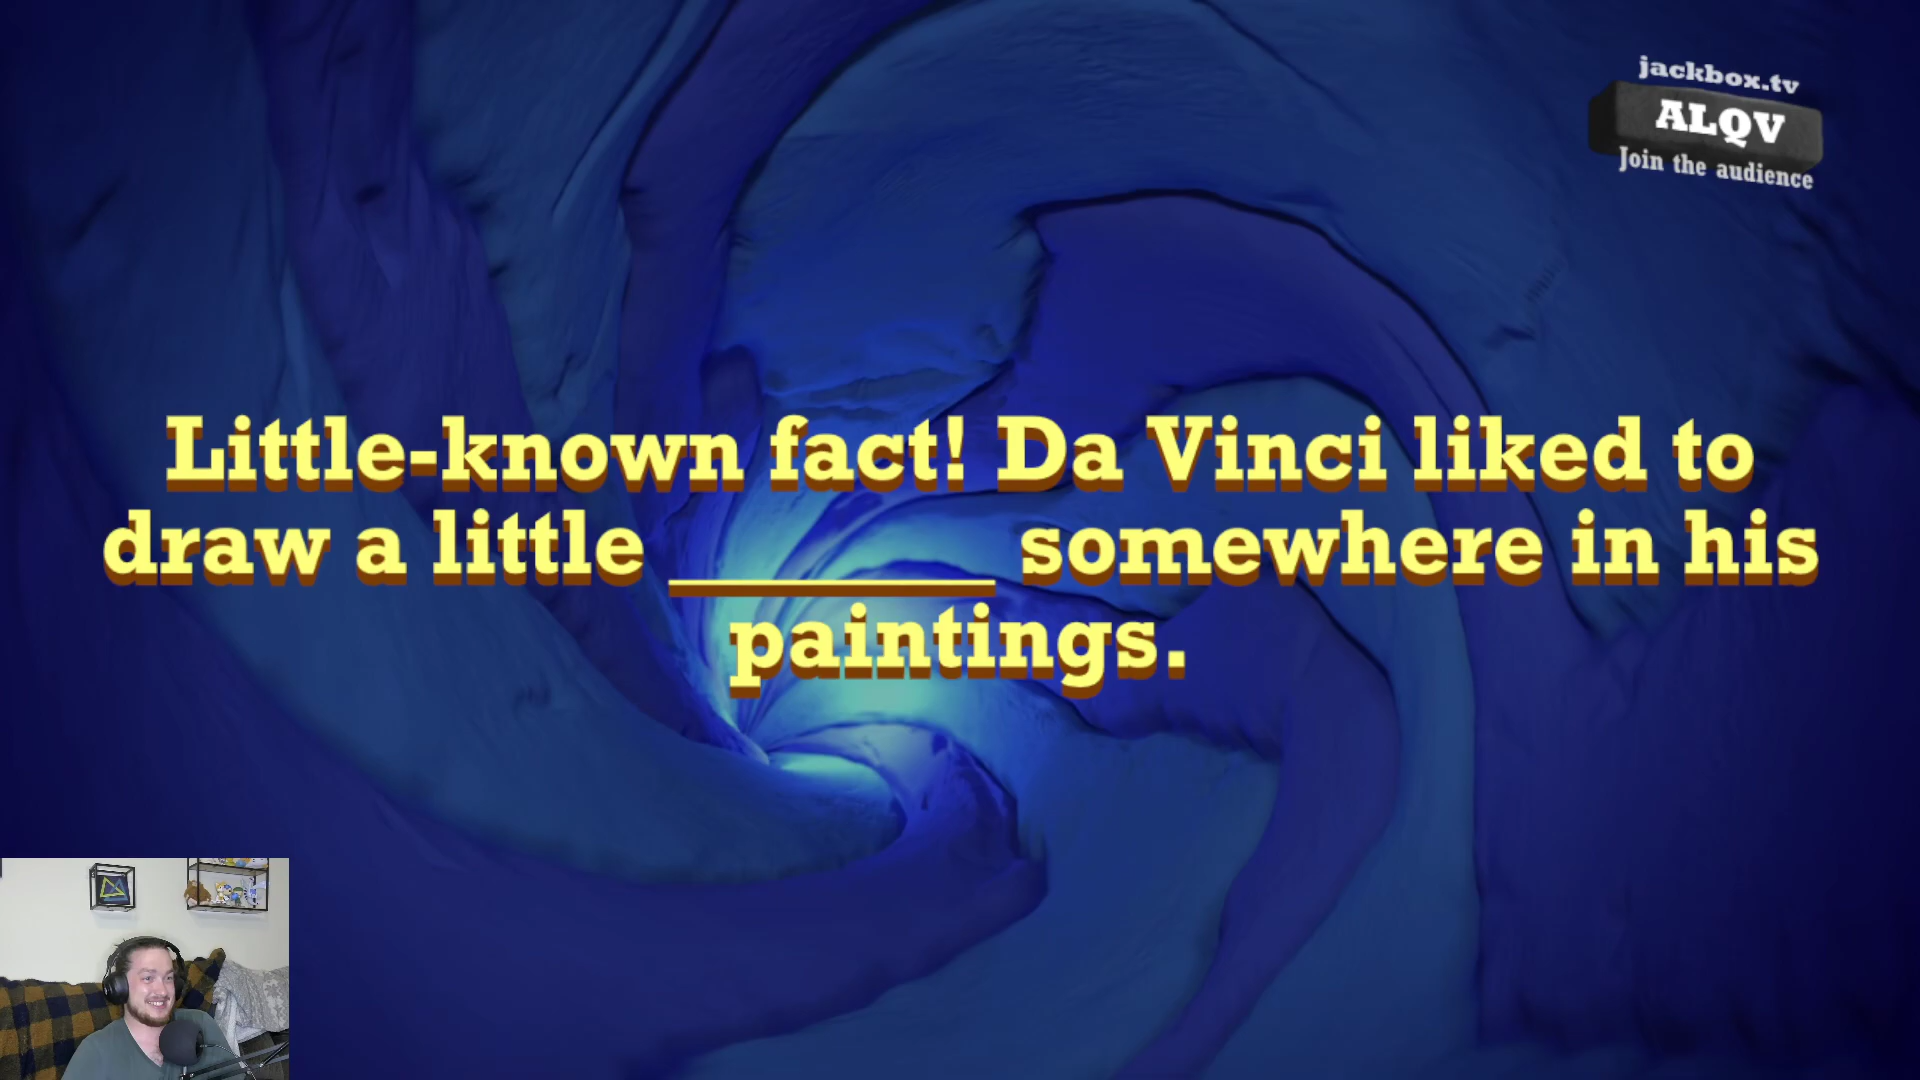 jackbox.tv
ALQV
Join the audience
Little-known fact! Da Vinci liked to
draw a little ________ somewhere in his
paintings.